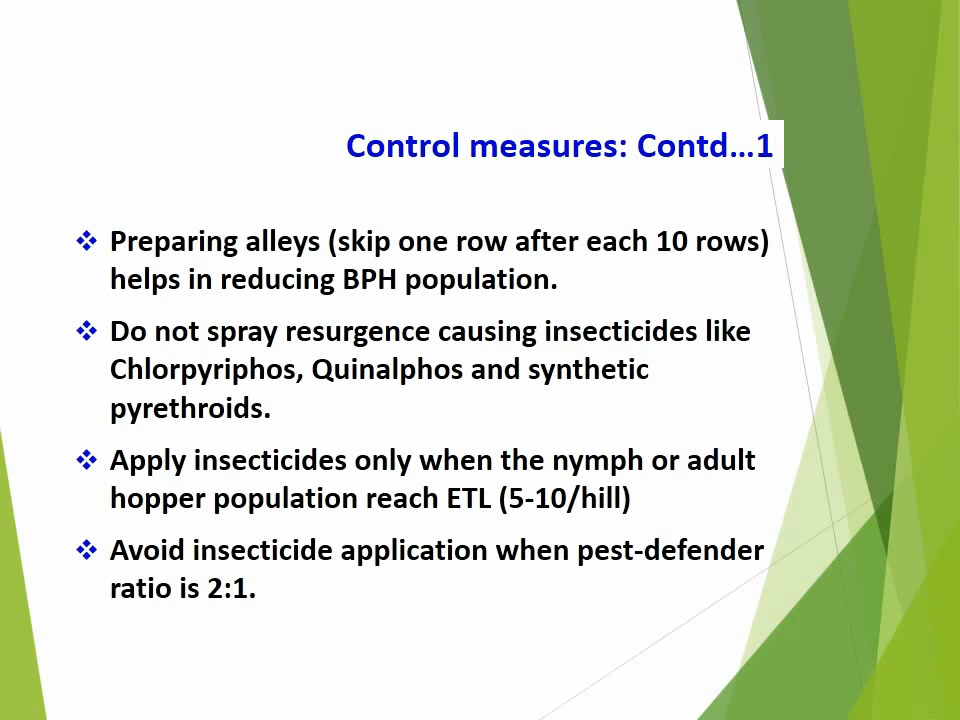 Control measures: Contd...1
❖ Preparing alleys (skip one row after each 10 rows)
helps in reducing BPH population.
❖ Do not spray resurgence causing insecticides like
Chlorpyriphos, Quinalphos and synthetic
pyrethroids.
❖ Apply insecticides only when the nymph or adult
hopper population reach ETL (5-10/hill)
❖ Avoid insecticide application when pest-defender
ratio is 2:1.